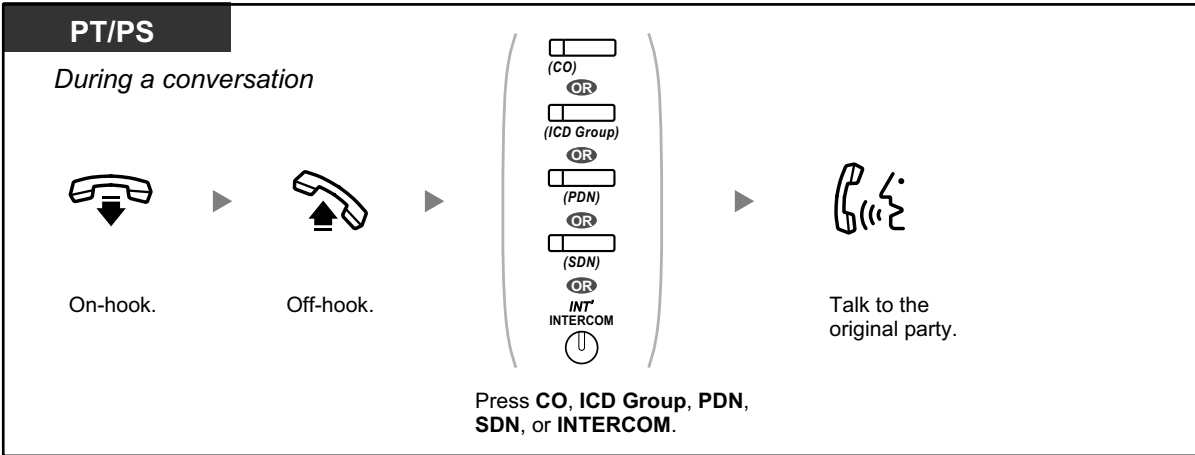 PT/PS
During a conversation
(CO)
OR
(ICD Group)
OR
(PDN)
OR
(SDN)
OR
INT'
INTERCOM
On-hook.
Off-hook.
Press CO, ICD Group, PDN,
SDN, or INTERCOM.
Talk to the
original party.